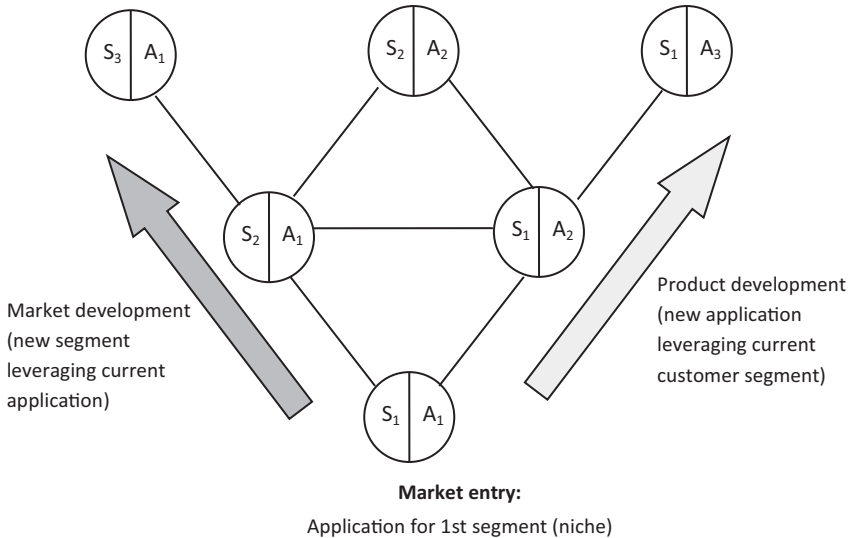 S₃ A₁
S₂ A₂
S₁ A₃
S₂ A₁
S₁ A₂
Market development
(new segment
leveraging current
application)
Product development
(new application
leveraging current
customer segment)
S₁ A₁
Market entry:
Application for 1st segment (niche)